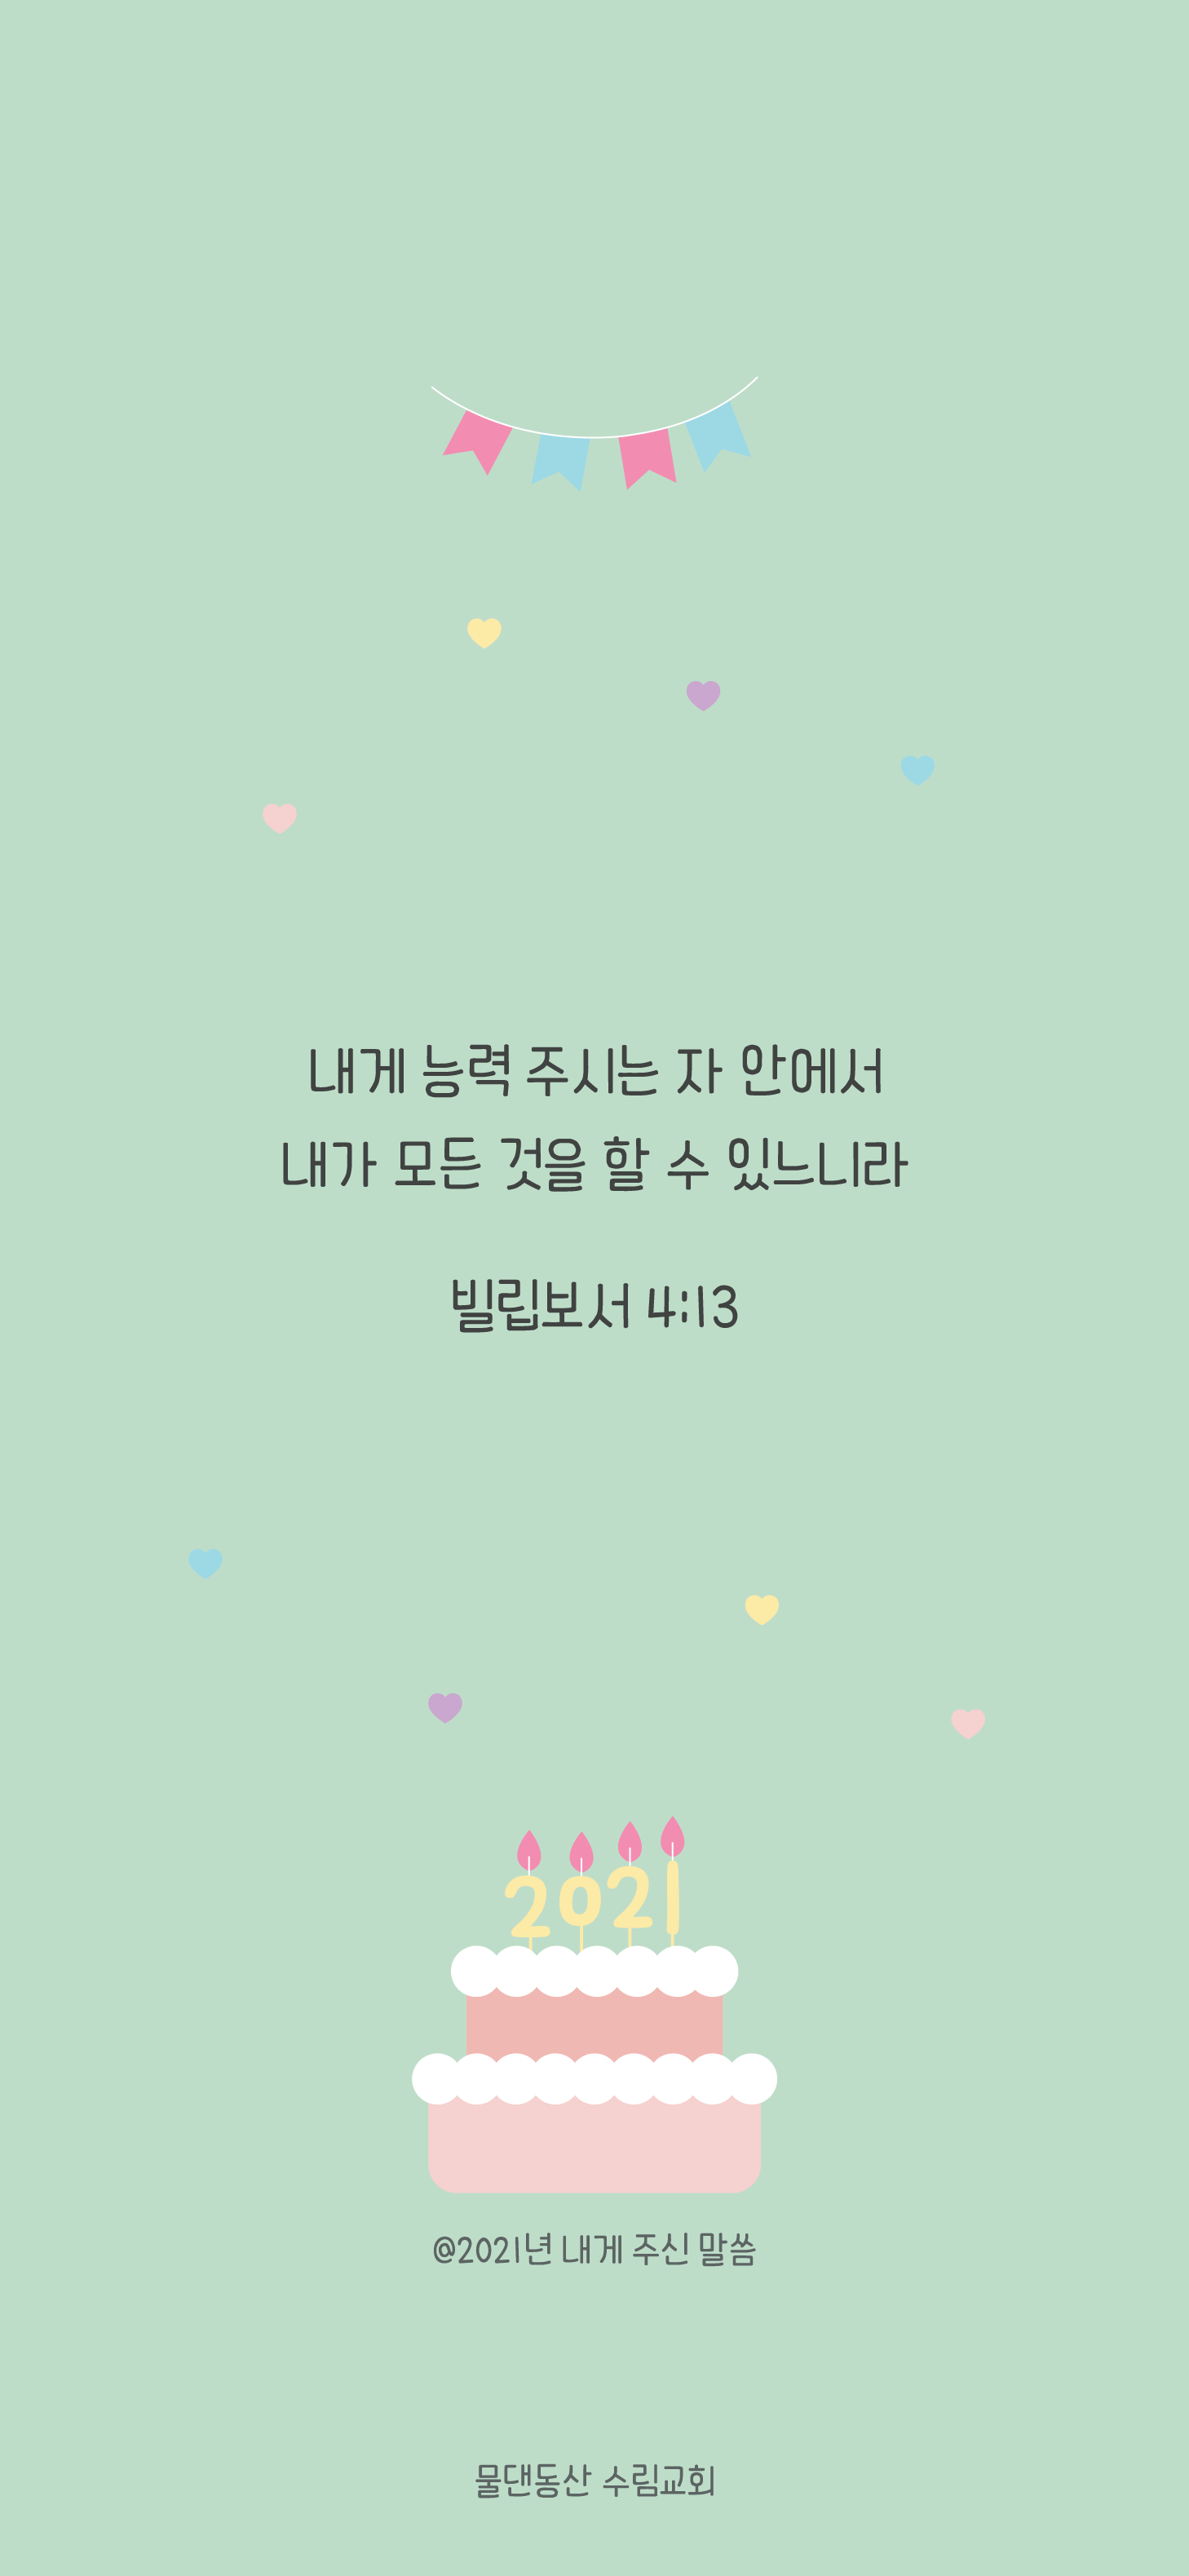 내게 능력 주시는 자 안에서
내가 모든 것을 할 수 있느니라
빌립보서 4:13
2021
@2021년 내게 주신 말씀
물댄동산 수림교회